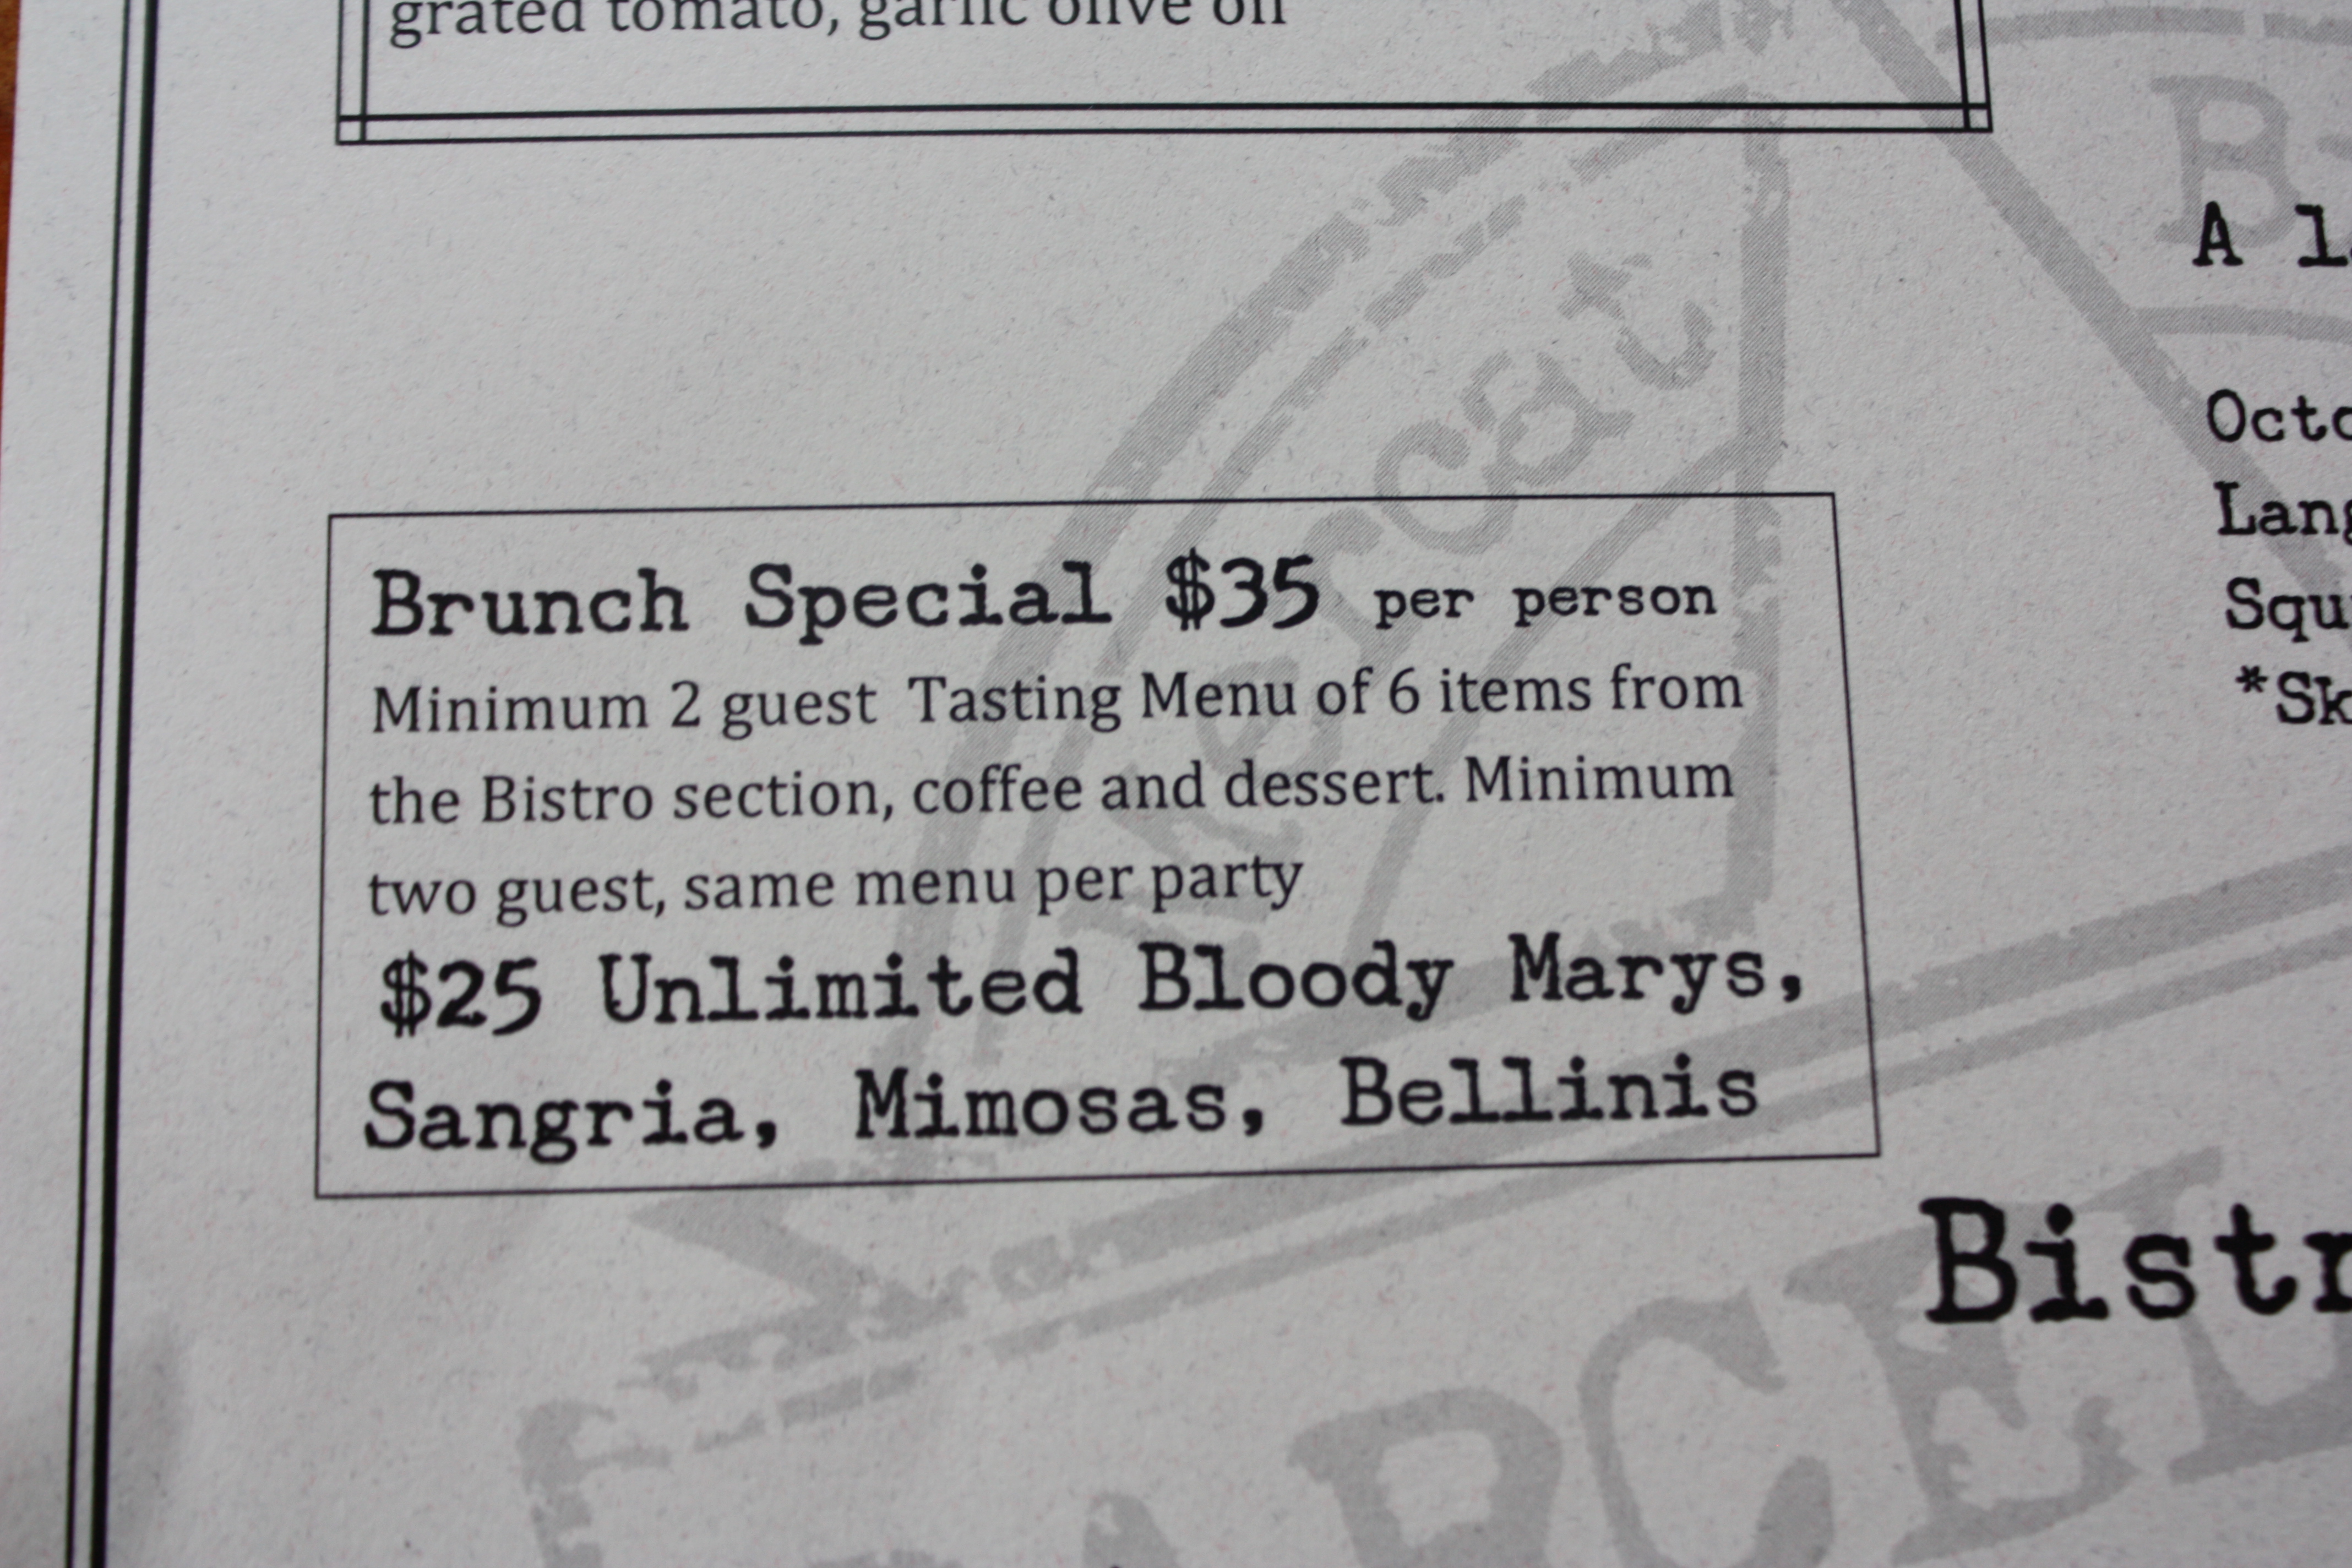 grated tomato, garlic olive oil
A
Brunch Special $35 per person
Minimum 2 guest Tasting Menu of 6 items from
the Bistro section, coffee and dessert. Minimum
two guest, same menu per party
$25 Unlimited Bloody Marys,
Sangria, Mimosas, Bellinis
Mercat